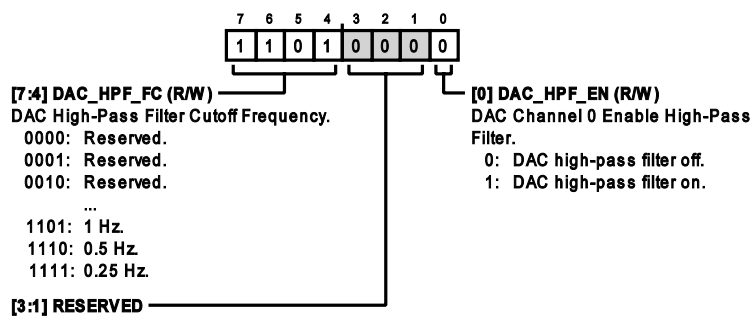 7 6 5 4 3 2 1 0
1 1 0 1 0 0 0 0
[7:4] DAC_HPF_FC (R/W)
DAC High-Pass Filter Cutoff Frequency.
0000: Reserved.
0001: Reserved.
0010: Reserved.
...
1101: 1 Hz.
1110: 0.5 Hz.
1111: 0.25 Hz.
[3:1] RESERVED
[0] DAC_HPF_EN (R/W)
DAC Channel 0 Enable High-Pass
Filter.
0: DAC high-pass filter off.
1: DAC high-pass filter on.